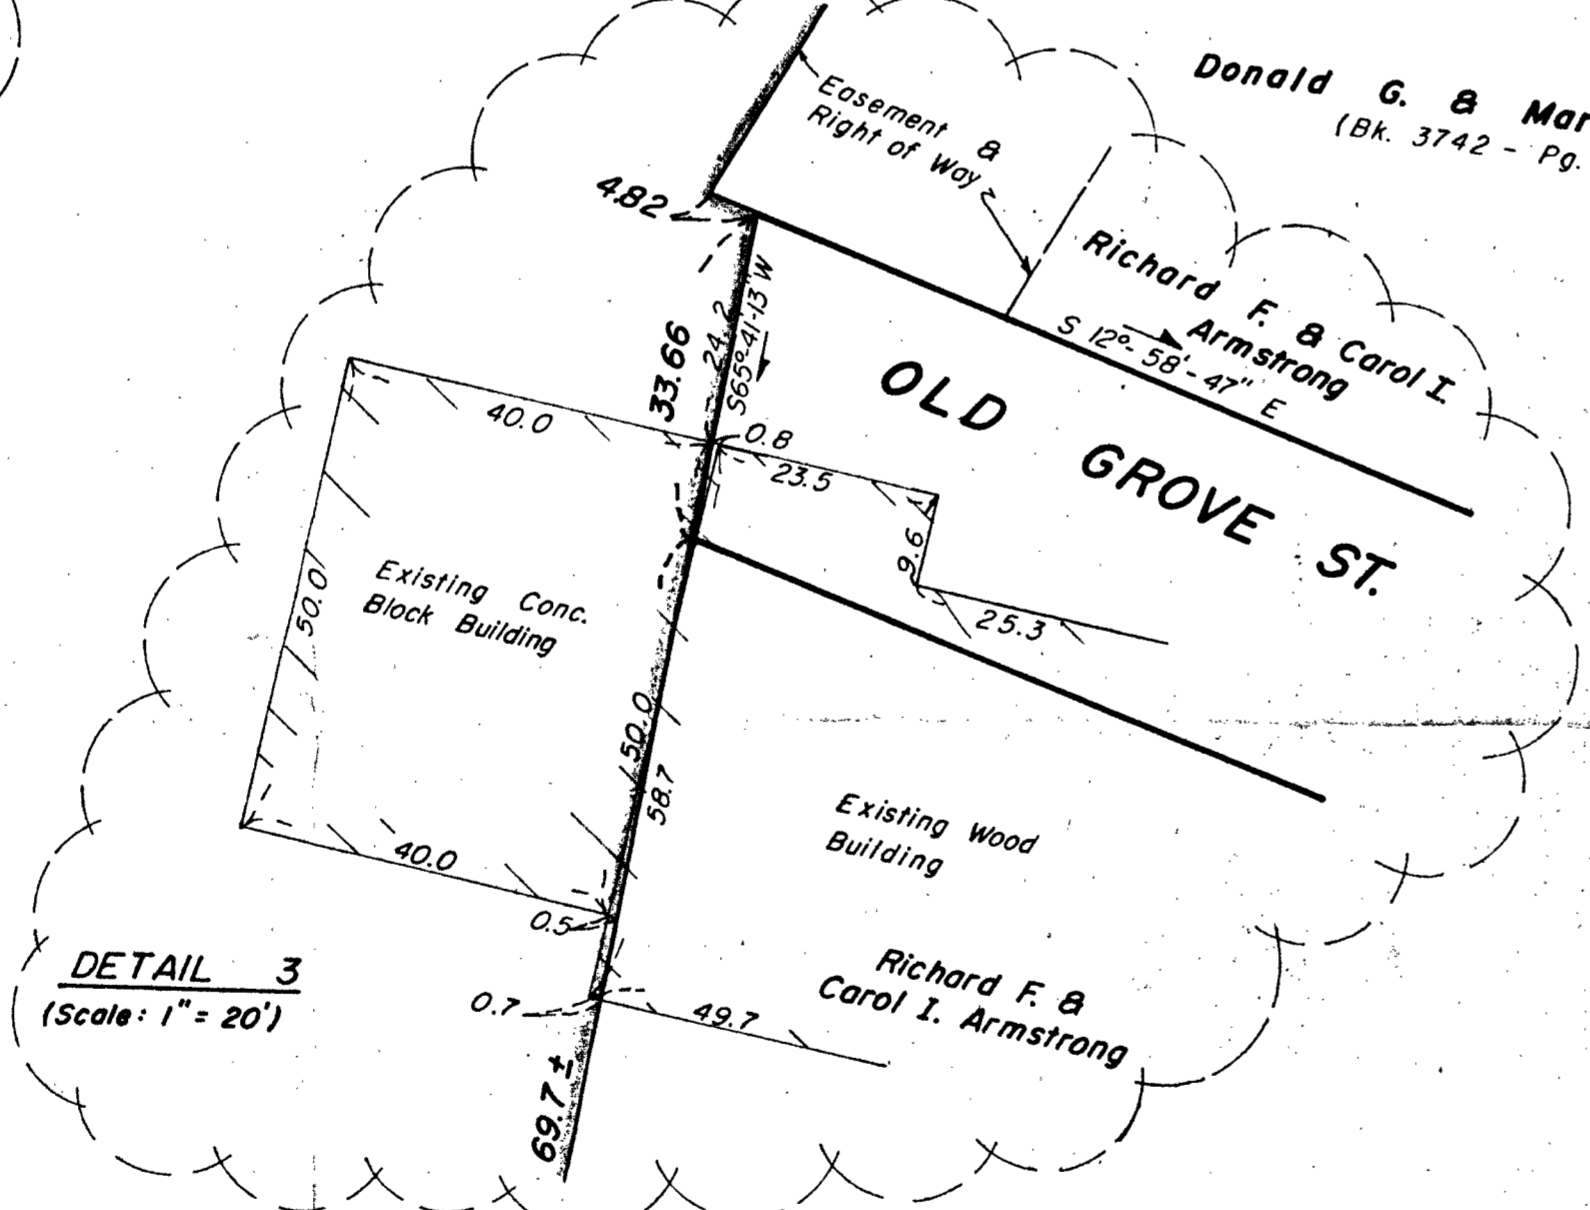 Donald G. & Mar
(Bk. 3742 - Pg.
Easement &
Right of Way
4.82
Richard F. & Carol I.
Armstrong
S 12°-58'-47" E
33.66
24.2
S65°-41'-13"W
OLD GROVE ST.
40.0
0.8
23.5
9.6
25.3
50.0
Existing Conc.
Block Building
50.0
58.7
Existing Wood
Building
40.0
0.5
Richard F. &
Carol I. Armstrong
DETAIL 3
(Scale: 1" = 20')
0.7
49.7
69.7 ±